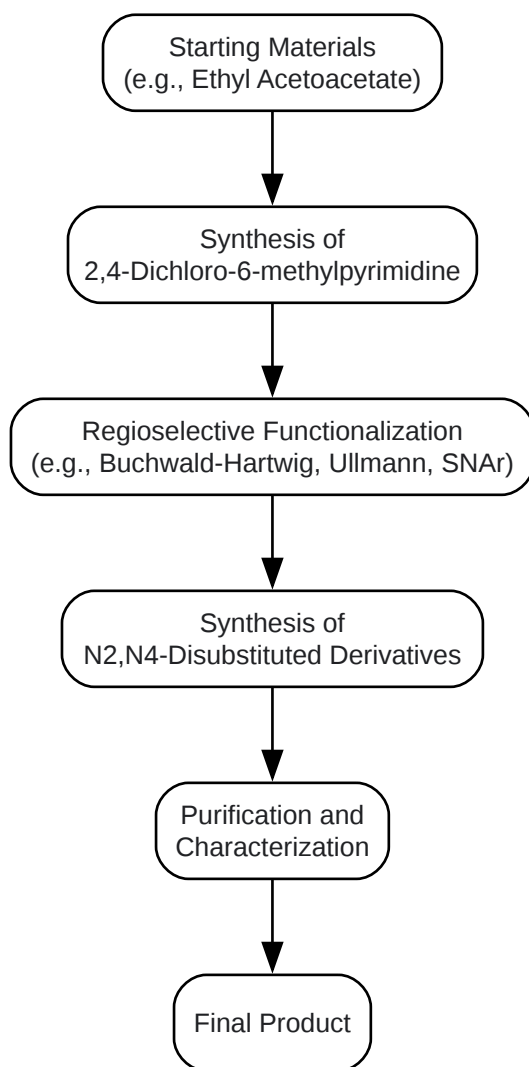 Starting Materials
(e.g., Ethyl Acetoacetate)
Synthesis of
2,4-Dichloro-6-methylpyrimidine
Regioselective Functionalization
(e.g., Buchwald-Hartwig, Ullmann, SNAr)
Synthesis of
N2,N4-Disubstituted Derivatives
Purification and
Characterization
Final Product